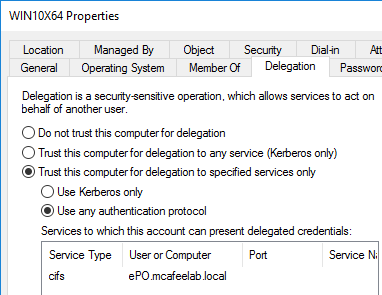 WIN10X64 Properties
Location Managed By Object Security Dial-in
General Operating System Member Of Delegation
Delegation is a security-sensitive operation, which allows services to act on
behalf of another user.
Do not trust this computer for delegation
Trust this computer for delegation to any service (Kerberos only)
Trust this computer for delegation to specified services only
Use Kerberos only
Use any authentication protocol
Services to which this account can present delegated credentials:
Service Type User or Computer Port Service
cifs ePO.mcafeelab.local